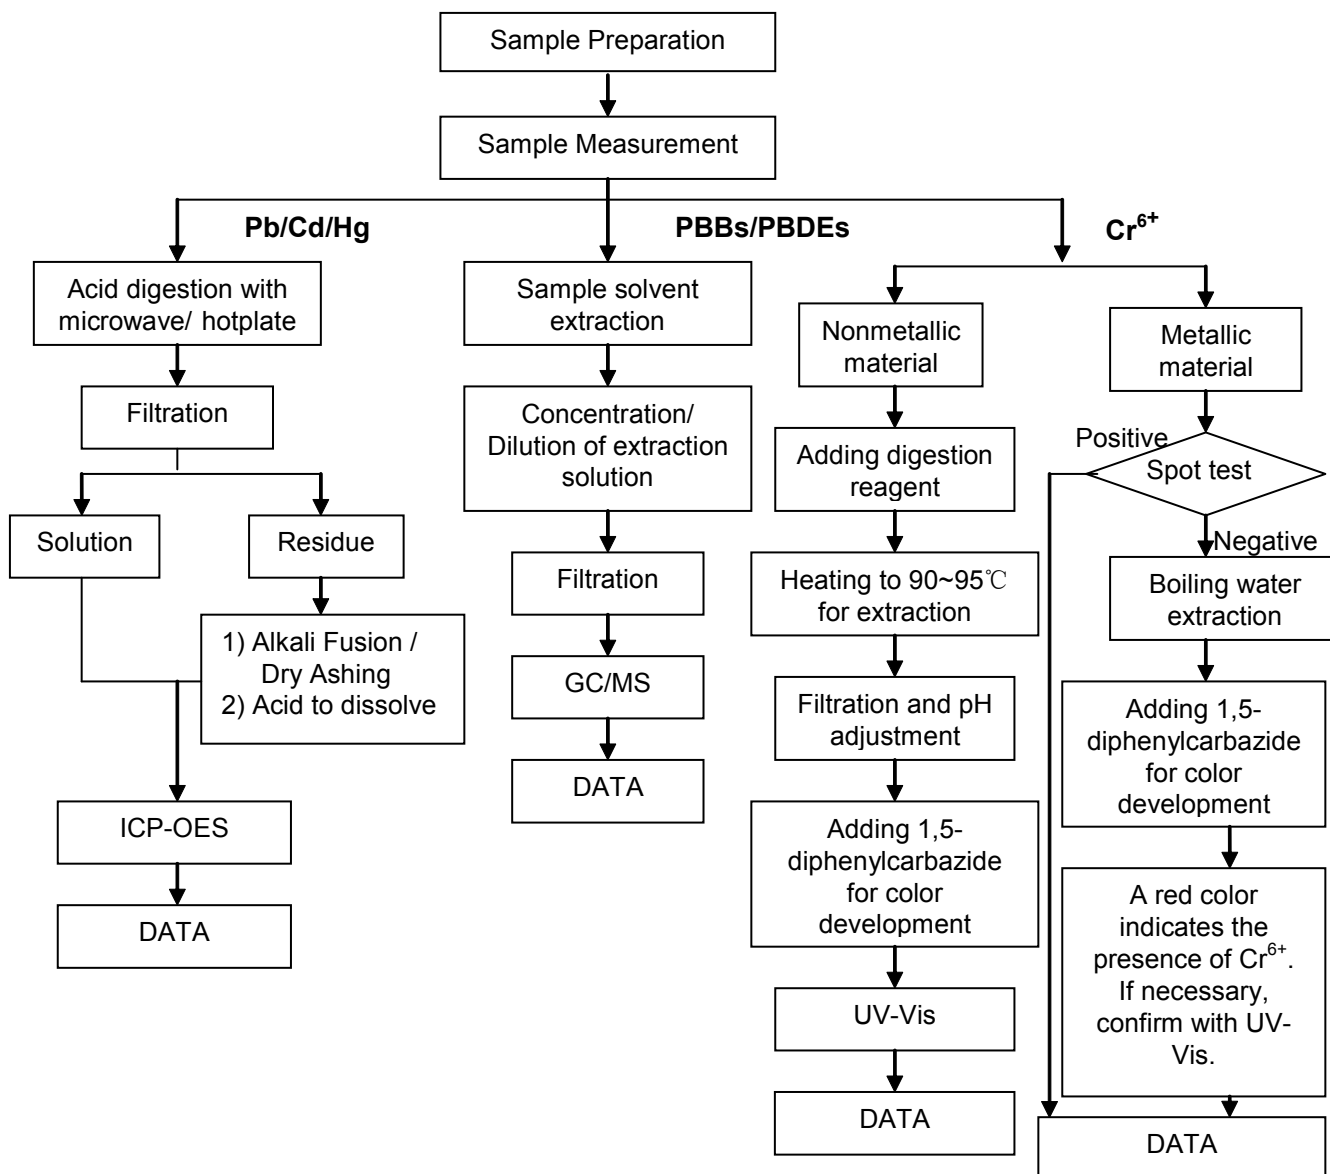 Sample Preparation
Sample Measurement
Pb/Cd/Hg
PBBs/PBDEs
Cr⁶⁺
Acid digestion with
microwave/ hotplate
Filtration
Solution
Residue
1) Alkali Fusion /
Dry Ashing
2) Acid to dissolve
ICP-OES
DATA
Sample solvent
extraction
Concentration/
Dilution of extraction
solution
Filtration
GC/MS
DATA
Nonmetallic
material
Adding digestion
reagent
Heating to 90~95℃
for extraction
Filtration and pH
adjustment
Adding 1,5-
diphenylcarbazide
for color
development
UV-Vis
DATA
Metallic
material
Positive
Spot test
Negative
Boiling water
extraction
Adding 1,5-
diphenylcarbazide
for color
development
A red color
indicates the
presence of Cr⁶⁺.
If necessary,
confirm with UV-
Vis.
DATA